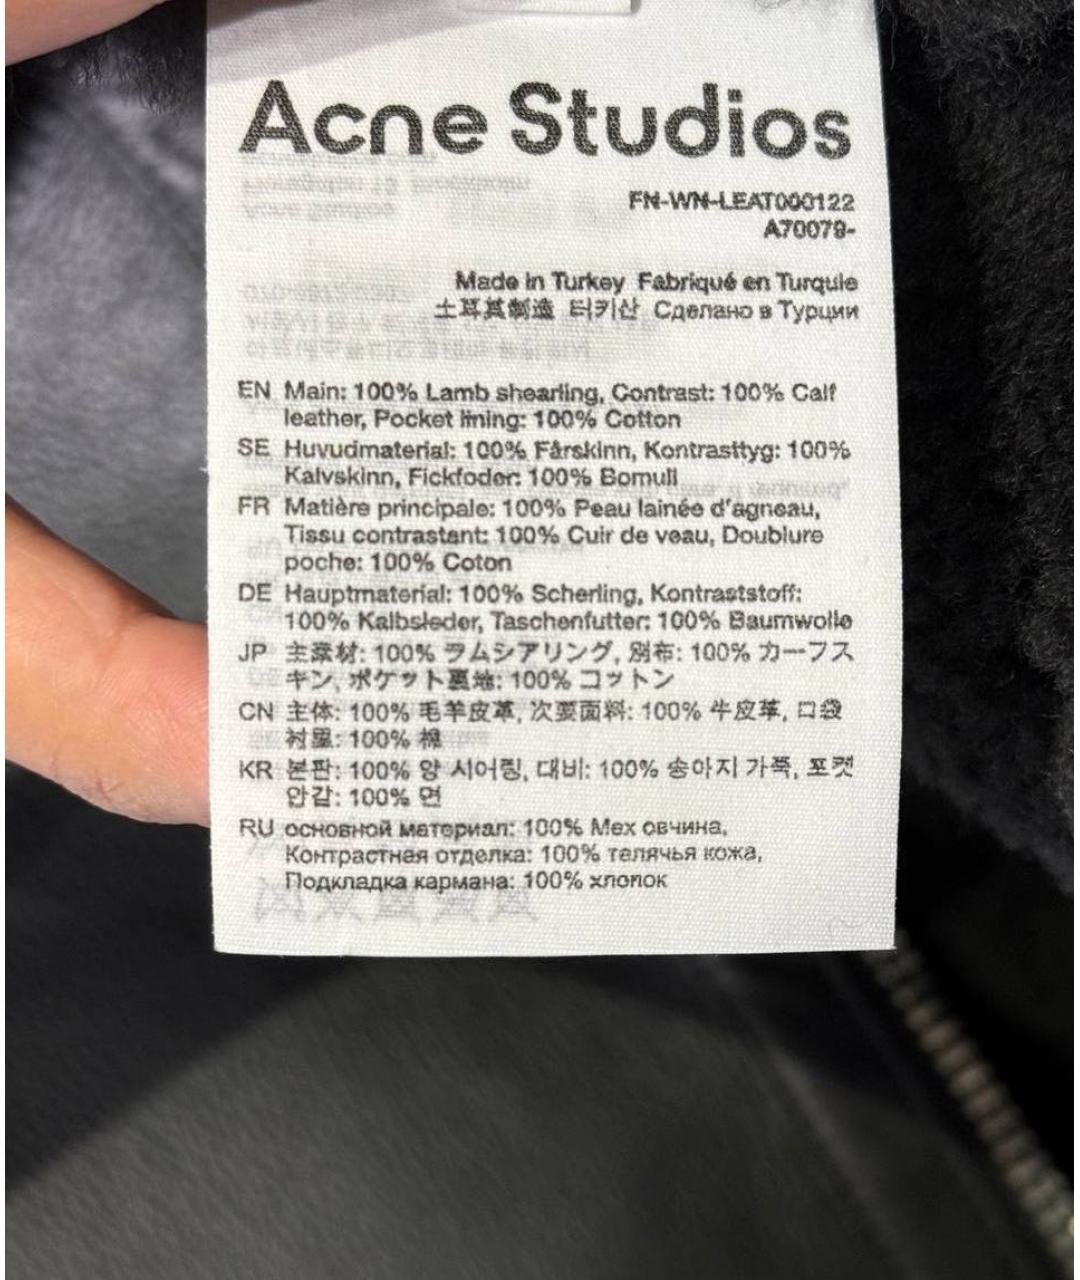 Acne Studios
FN-WN-LEAT000122
A70079-
Made in Turkey Fabriqué en Turquie
土耳其制造 터키산 Сделано в Турции
EN Main: 100% Lamb shearling, Contrast: 100% Calf
leather, Pocket lining: 100% Cotton
SE Huvudmaterial: 100% Fårskinn, Kontrasttyg: 100%
Kalvskinn, Fickfoder: 100% Bomull
FR Matière principale: 100% Peau lainée d'agneau,
Tissu contrastant: 100% Cuir de veau, Doublure
poche: 100% Coton
DE Hauptmaterial: 100% Scherling, Kontraststoff:
100% Kalbsleder, Taschenfutter: 100% Baumwolle
JP 主素材: 100% ラムシアリング, 別布: 100% カーフス
キン, ポケット裏地: 100% コットン
CN 主体: 100% 毛羊皮革, 次要面料: 100% 牛皮革, 口袋
衬里: 100% 棉
KR 본판: 100% 양 시어링, 대비: 100% 송아지 가죽, 포켓
안감: 100% 면
RU основной материал: 100% Мех овчина,
Контрастная отделка: 100% телячья кожа,
Подкладка кармана: 100% хлопок